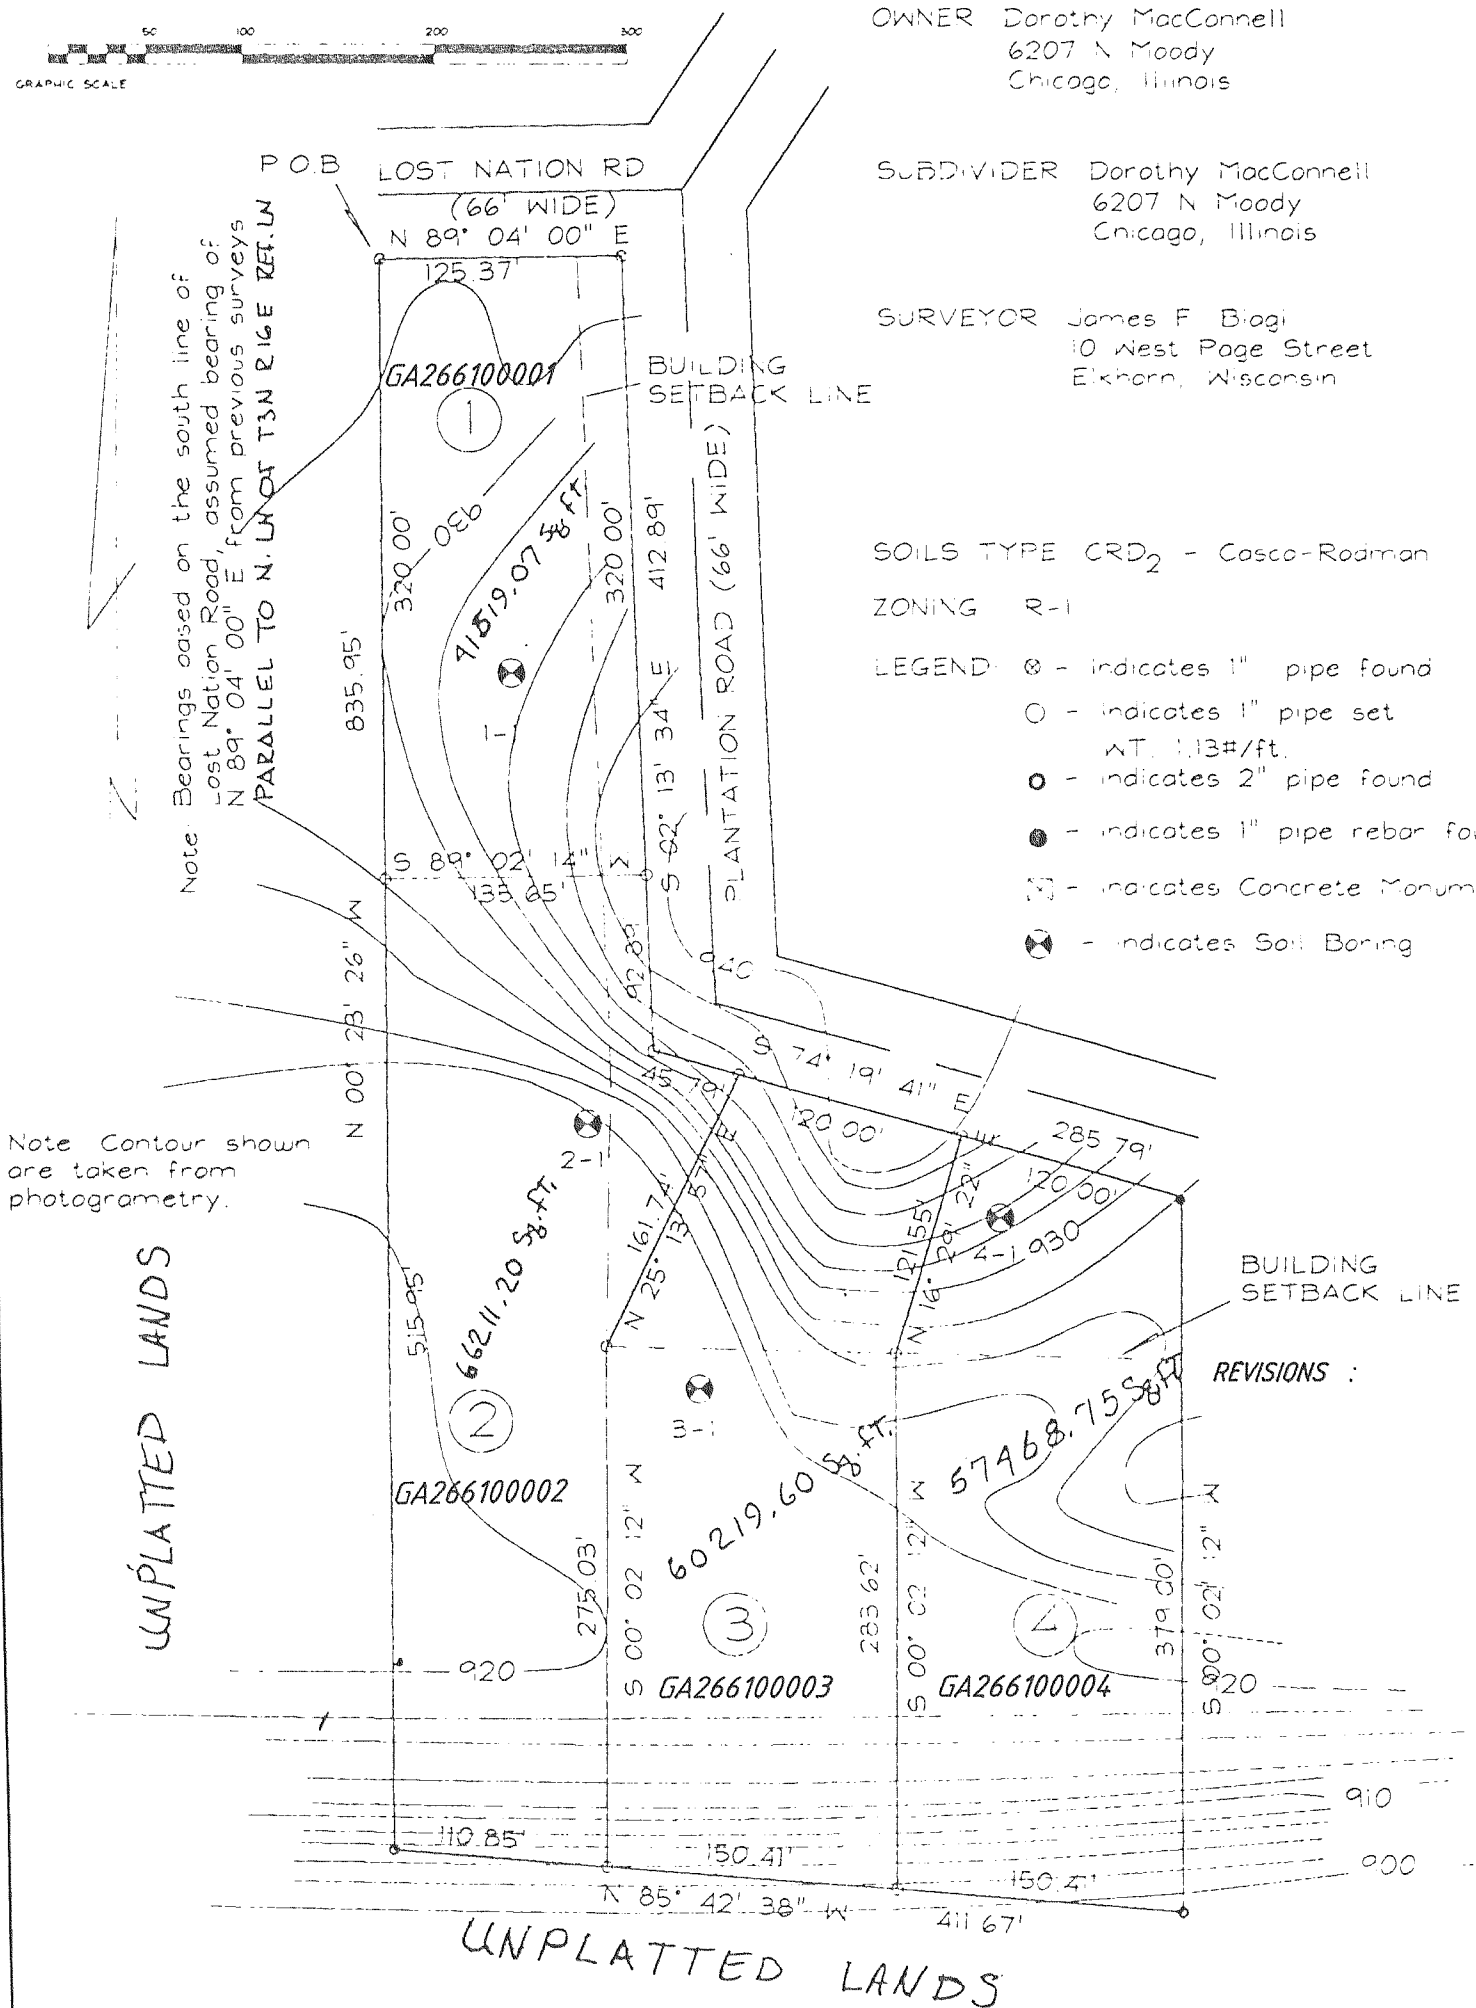 50 100 200 300
GRAPHIC SCALE
OWNER Dorothy MacConnell
6207 N Moody
Chicago, Illinois
P.O.B
LOST NATION RD
(66' WIDE)
N 89° 04' 00" E
125.37'
SUBDIVIDER Dorothy MacConnell
6207 N Moody
Chicago, Illinois
SURVEYOR James F Biagi
10 West Page Street
Elkhorn, Wisconsin
Note: Bearings based on the south line of
Lost Nation Road, assumed bearing of
N 89° 04' 00" E from previous surveys
PARALLEL TO N. LN OF T3N R16E REF. LN
GA266100001
1
BUILDING
SETBACK LINE
PLANTATION ROAD (66' WIDE)
930
320 00'
41819.07 Sq. ft.
320 00'
412 89'
835.95'
1-1
S 02° 13' 34" E
SOILS TYPE CRD2 - Casco-Rodman
ZONING R-1
LEGEND: - indicates 1" pipe found
- indicates 1" pipe set
WT. 1.13#/ft.
- indicates 2" pipe found
- indicates 1" pipe rebar fo
- indicates Concrete Monum
- indicates Soil Boring
S 89° 02' 14" W
133 65'
N 00° 23' 26" W
92.89
940
S 74° 19' 41" E
45 79'
120 00'
285 79'
120 00'
Note Contour shown
are taken from
photogrametry.
2-1
161.74'
N 25° 13' 57" E
121 55'
N 16° 29' 22"
4-1 930
BUILDING
SETBACK LINE
UNPLATTED LANDS
515.95'
66211.20 Sq. ft.
2
GA266100002
3-1
REVISIONS :
57468.75 Sq ft
60219.60 Sq. ft.
275.03'
S 00° 02 12" W
283 62'
S 00° 02 12" W
379 00'
S 00° 02' 12" W
3
4
920
GA266100003
GA266100004
920
910
110.85'
150.41'
150.41'
900
N 85° 42' 38" W
411 67'
UNPLATTED LANDS